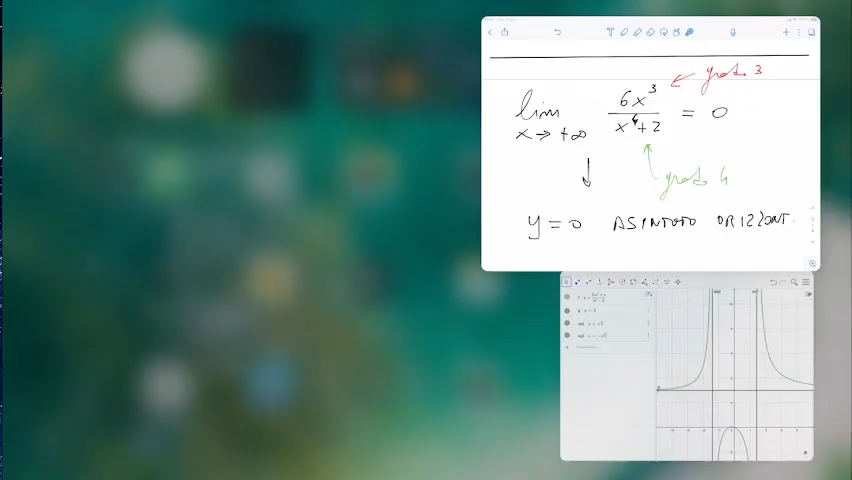 grado 3
lim 6x³ / x⁴+2 = 0
x → +∞
grado 4
y = 0 ASINTOTO ORIZZONT.